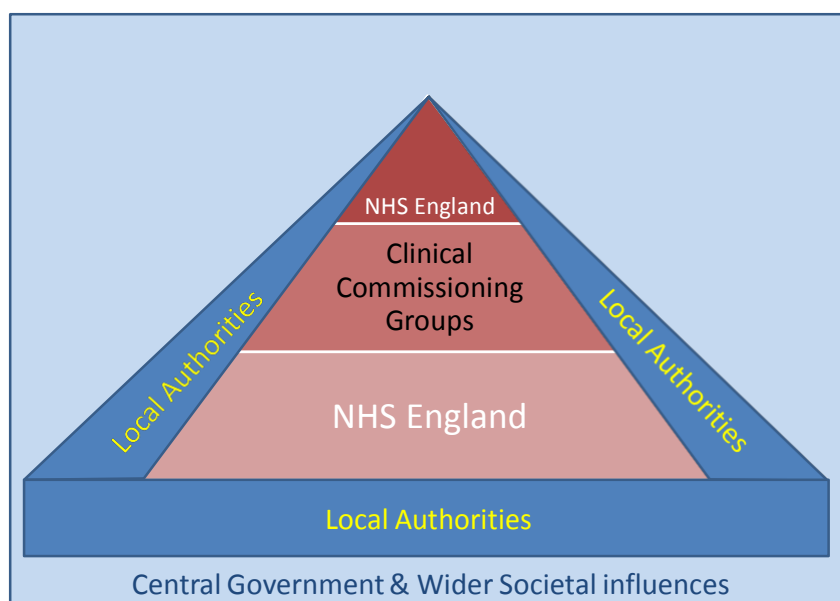 NHS England
Clinical
Commissioning
Groups
Local Authorities
Local Authorities
NHS England
Local Authorities
Central Government & Wider Societal influences